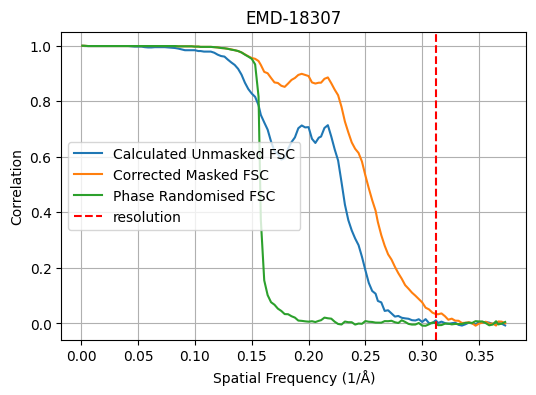 EMD-18307
1.0
0.8
0.6
0.4
0.2
0.0
Correlation
Calculated Unmasked FSC
Corrected Masked FSC
Phase Randomised FSC
resolution
0.00 0.05 0.10 0.15 0.20 0.25 0.30 0.35
Spatial Frequency (1/Å)